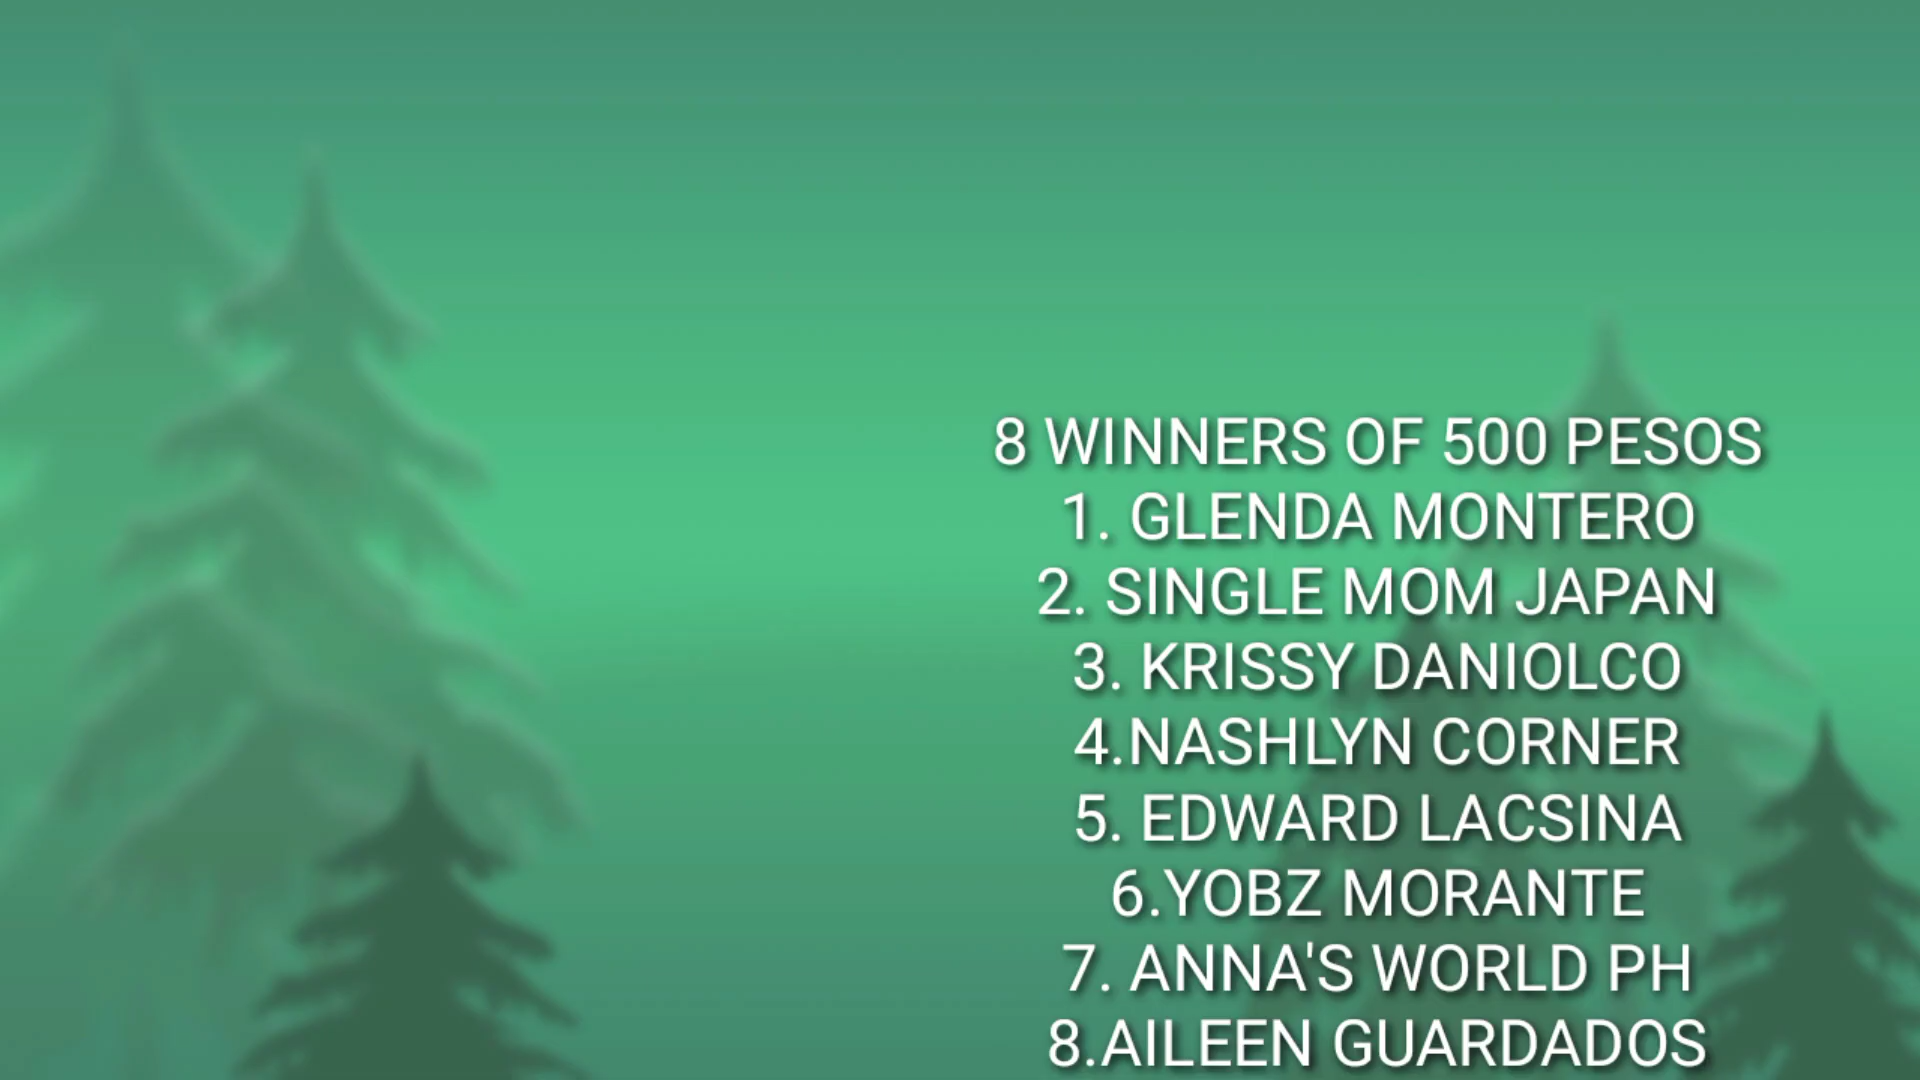 8 WINNERS OF 500 PESOS
1. GLENDA MONTERO
2. SINGLE MOM JAPAN
3. KRISSY DANIOLCO
4.NASHLYN CORNER
5. EDWARD LACSINA
6.YOBZ MORANTE
7. ANNA'S WORLD PH
8.AILEEN GUARDADOS